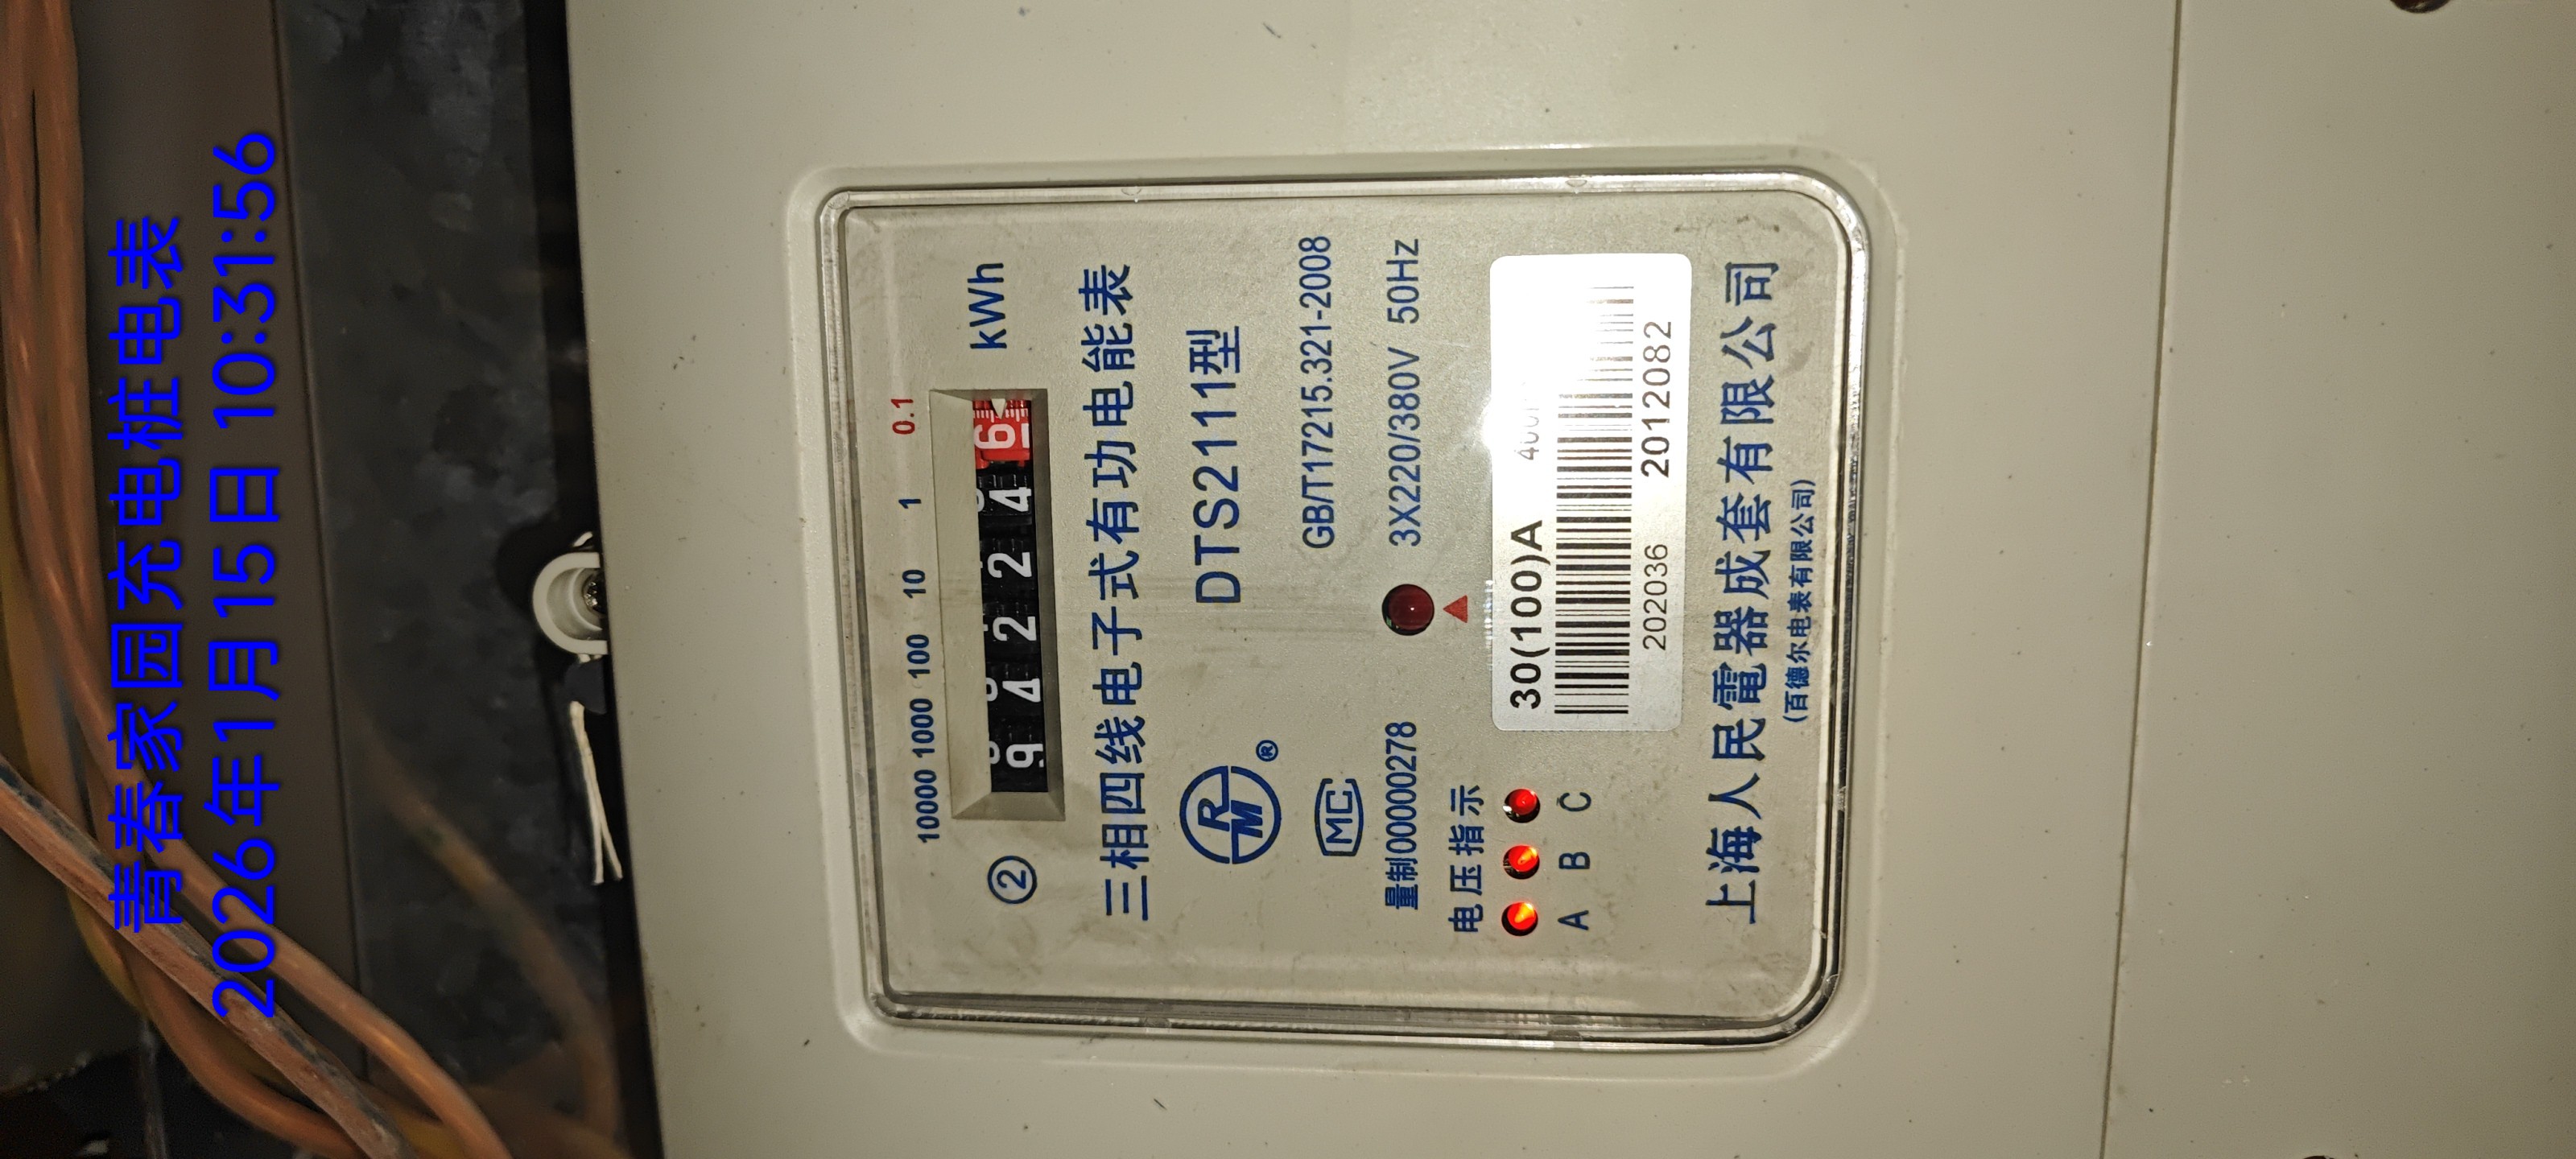 青春家园充电桩电表
2026年1月15日 10:31:56
10000 1000 100 10 1 0.1
② 942246 kWh
三相四线电子式有功电能表
RM ® DTS2111型
MC GB/T17215.321-2008
量制00000278 3X220/380V 50Hz
电压指示
A B C
30(100)A
202036 2012082
上海人民電器成套有限公司
(百德尔电表有限公司)